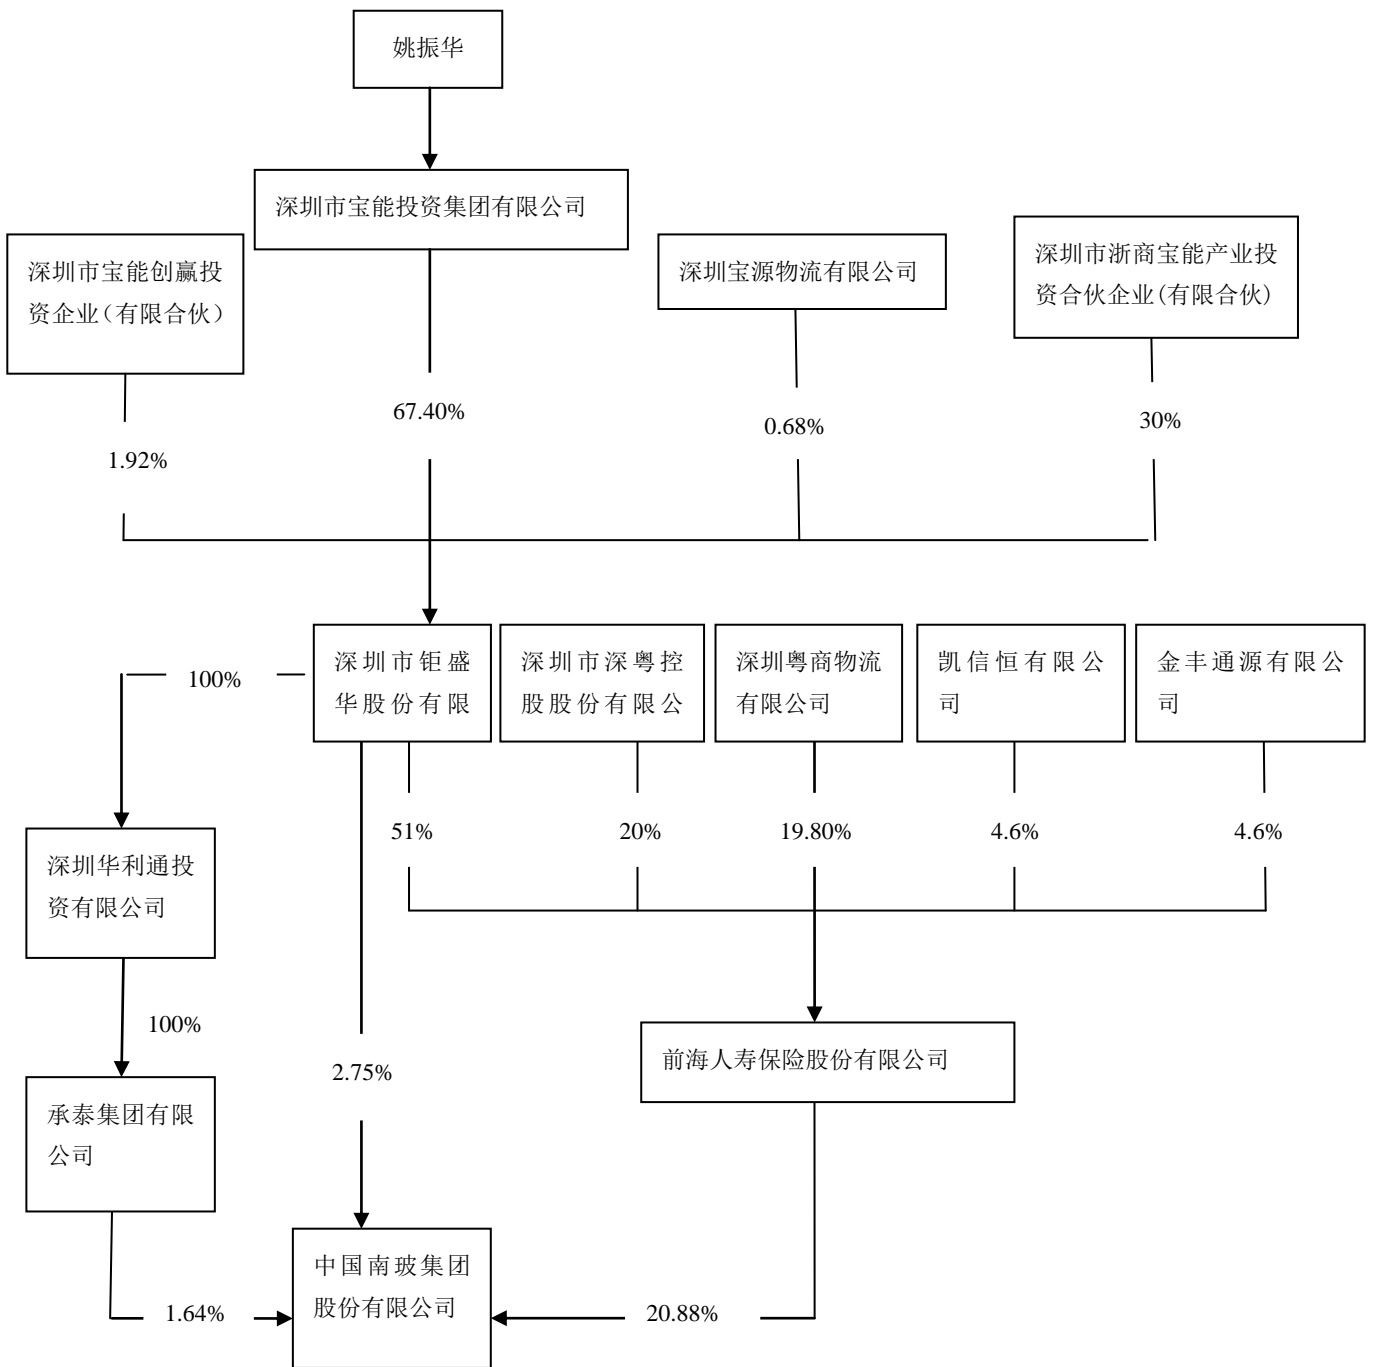 姚振华
深圳市宝能投资集团有限公司
深圳市宝能创赢投
资企业（有限合伙）
深圳宝源物流有限公司
深圳市浙商宝能产业投
资合伙企业(有限合伙)
67.40%
0.68%
30%
1.92%
深圳市钜盛
华股份有限
深圳市深粤控
股股份有限公
深圳粤商物流
有限公司
凯信恒有限公
司
金丰通源有限公
司
100%
51%
20%
19.80%
4.6%
4.6%
深圳华利通投
资有限公司
100%
前海人寿保险股份有限公司
2.75%
承泰集团有限
公司
中国南玻集团
股份有限公司
1.64%
20.88%